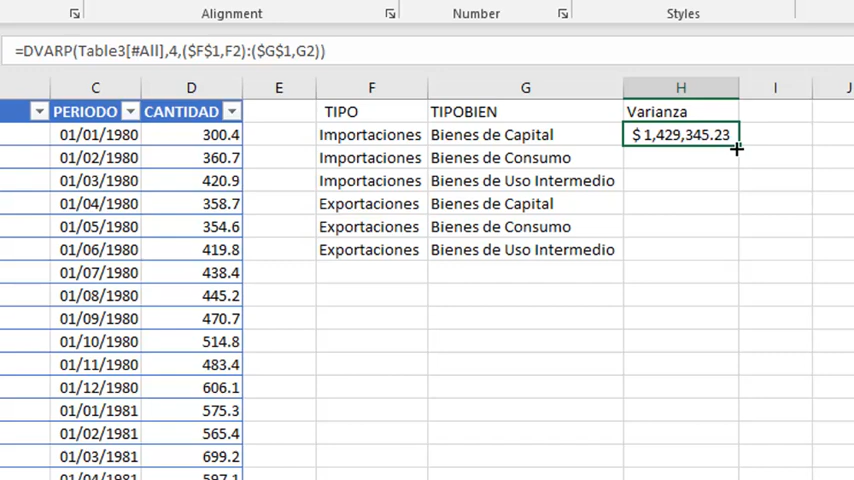 Alignment Number Styles
=DVARP(Table3[#All],4,($F$1,F2):($G$1,G2))
C D E F G H I J
PERIODO CANTIDAD TIPO TIPOBIEN Varianza
01/01/1980 300.4 Importaciones Bienes de Capital $ 1,429,345.23
01/02/1980 360.7 Importaciones Bienes de Consumo
01/03/1980 420.9 Importaciones Bienes de Uso Intermedio
01/04/1980 358.7 Exportaciones Bienes de Capital
01/05/1980 354.6 Exportaciones Bienes de Consumo
01/06/1980 419.8 Exportaciones Bienes de Uso Intermedio
01/07/1980 438.4
01/08/1980 445.2
01/09/1980 470.7
01/10/1980 514.8
01/11/1980 483.4
01/12/1980 606.1
01/01/1981 575.3
01/02/1981 565.4
01/03/1981 699.2
01/04/1981 597.1